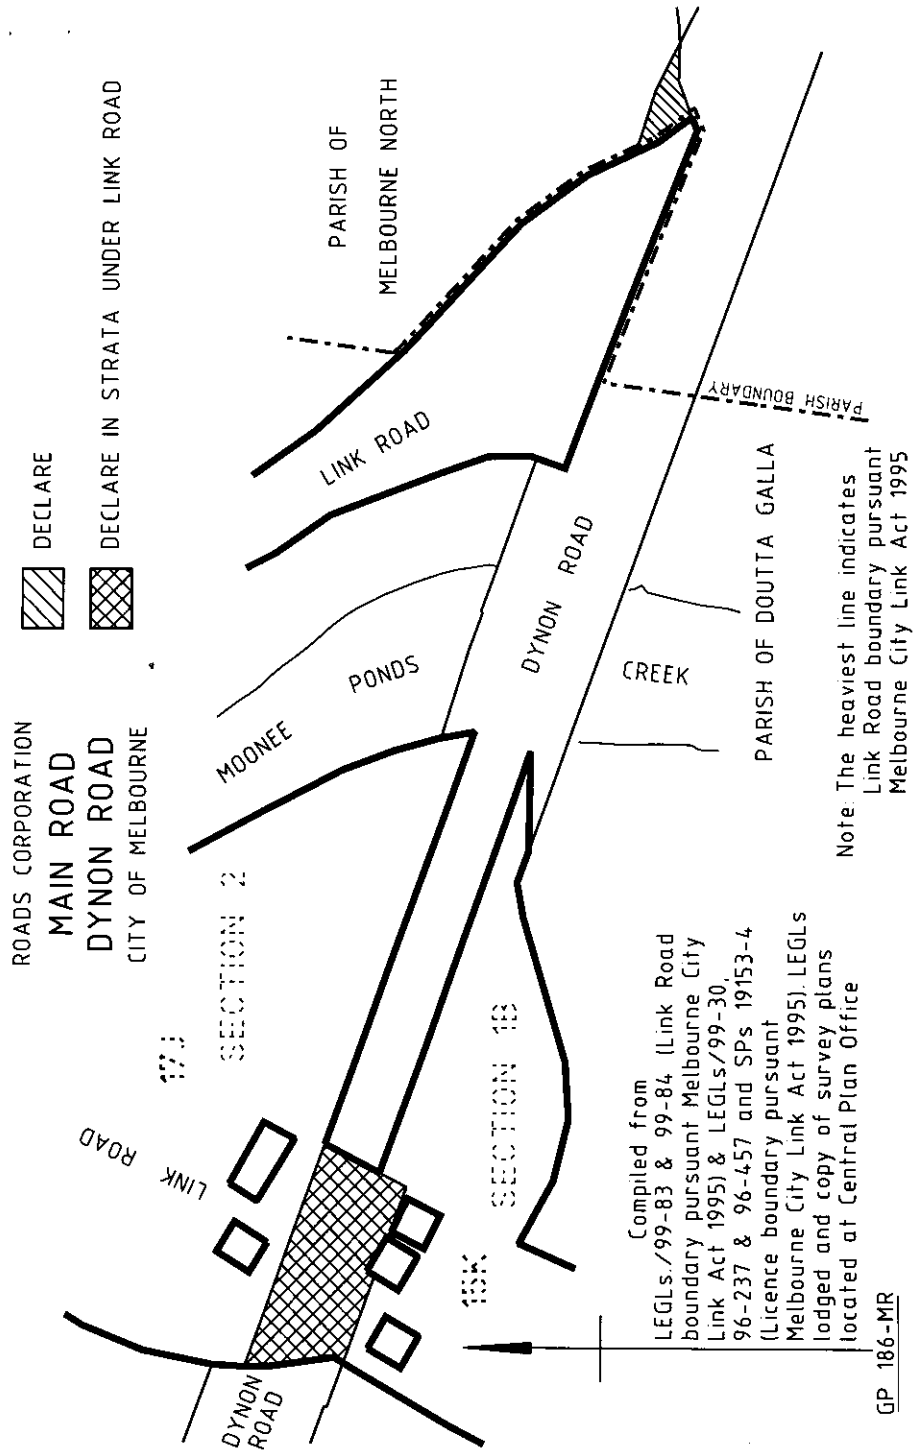 ROADS CORPORATION
MAIN ROAD
DYNON ROAD
CITY OF MELBOURNE
DECLARE
DECLARE IN STRATA UNDER LINK ROAD
PARISH OF
MELBOURNE NORTH
LINK ROAD
MOONEE
PONDS
DYNON ROAD
CREEK
PARISH BOUNDARY
PARISH OF DOUTTA GALLA
SECTION 2
LINK
ROAD
SECTION 1B
15K
DYNON
ROAD
Note: The heaviest line indicates
Link Road boundary pursuant
Melbourne City Link Act 1995
Compiled from
LEGLs./99-83 & 99-84 (Link Road
boundary pursuant Melbourne City
Link Act 1995) & LEGLs/99-30,
96-237 & 96-457 and SPs 19153-4
(Licence boundary pursuant
Melbourne City Link Act 1995). LEGLs
lodged and copy of survey plans
located at Central Plan Office
GP 186-MR